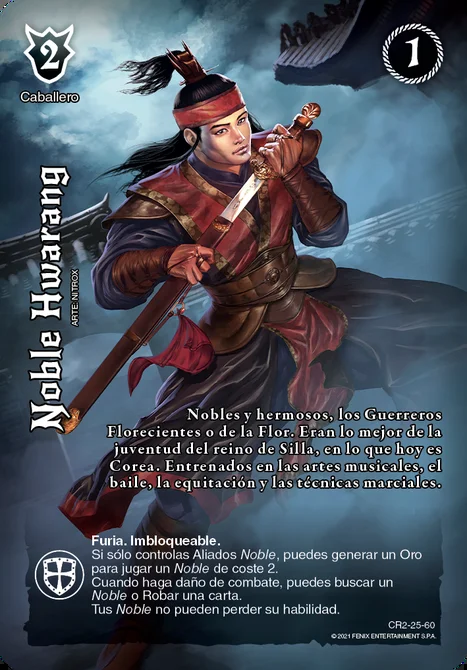 2
1
Caballero
Noble Hwarang
ARTE: NITROX
Nobles y hermosos, los Guerreros
Florecientes o de la Flor. Eran lo mejor de la
juventud del reino de Silla, en lo que hoy es
Corea. Entrenados en las artes musicales, el
baile, la equitación y las técnicas marciales.
Furia. Imbloqueable.
Si sólo controlas Aliados Noble, puedes generar un Oro
para jugar un Noble de coste 2.
Cuando haga daño de combate, puedes buscar un
Noble o Robar una carta.
Tus Noble no pueden perder su habilidad.
CR2-25-60
© 2021 FENIX ENTERTAINMENT S.P.A.